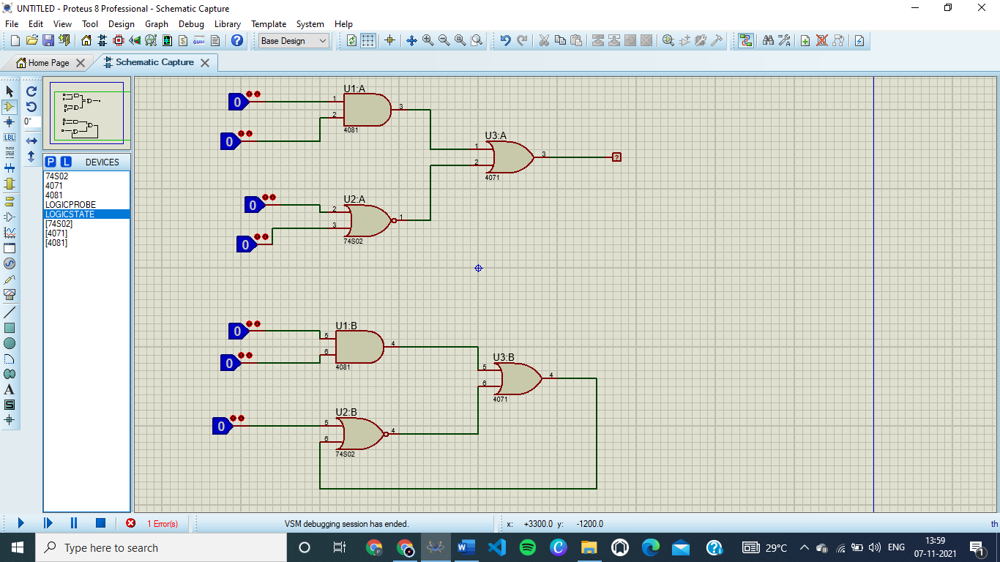 UNTITLED - Proteus 8 Professional - Schematic Capture
File Edit View Tool Design Graph Debug Library Template System Help
Base Design
Home Page Schematic Capture
0°
LBL
A
S
P L DEVICES
74S02
4071
4081
LOGICPROBE
LOGICSTATE
[74S02]
[4071]
[4081]
U1:A
0
1
2
3
0
4081
U3:A
1
2
3
?
4071
U2:A
0
2
3
1
0
74S02
U1:B
0
5
6
4
0
4081
U3:B
5
6
4
4071
U2:B
0
5
6
4
74S02
1 Error(s) VSM debugging session has ended. x: +3300.0 y: -1200.0 th
Type here to search
29°C ENG 13:59
07-11-2021
1